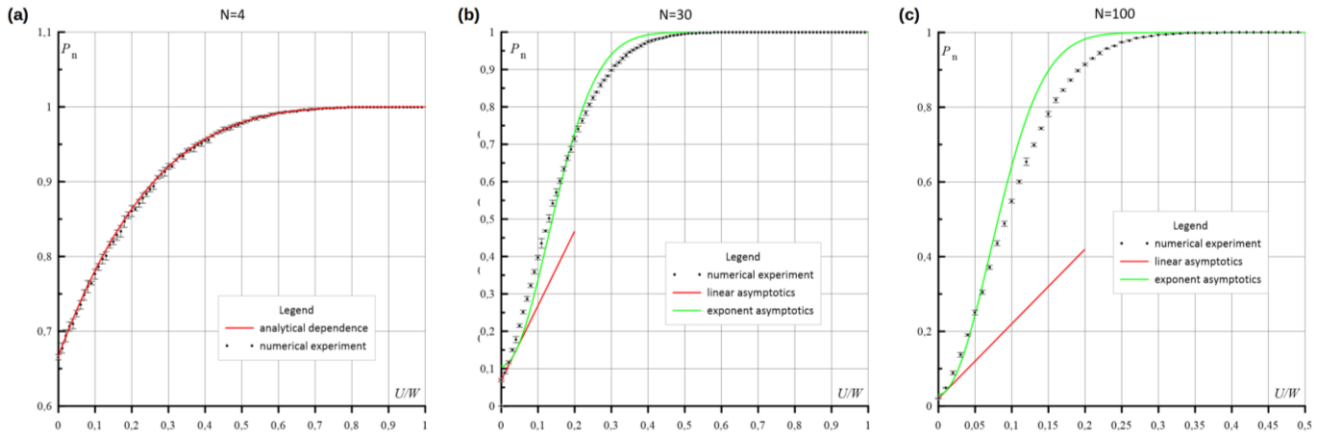 (a)
N=4
1,1
P n
1
0,9
0,8
0,7
0,6
Legend
analytical dependence
numerical experiment
U/W
0
0,1
0,2
0,3
0,4
0,5
0,6
0,7
0,8
0,9
1
(b)
N=30
1
P n
0,9
0,8
0,7
0,6
0,5
0,4
0,3
0,2
0,1
0
Legend
numerical experiment
linear asymptotics
exponent asymptotics
U/W
0
0,1
0,2
0,3
0,4
0,5
0,6
0,7
0,8
0,9
1
(c)
N=100
1
P n
0,8
0,6
0,4
0,2
0
Legend
numerical experiment
linear asymptotics
exponent asymptotics
U/W
0
0,05
0,1
0,15
0,2
0,25
0,3
0,35
0,4
0,45
0,5